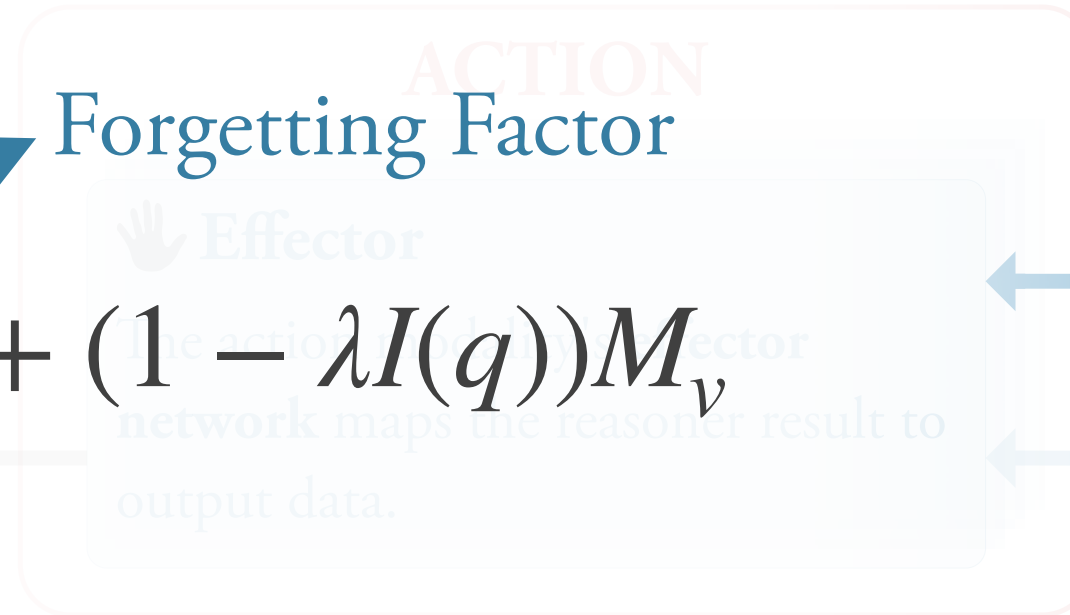 ACTION
Forgetting Factor
Effector
+ (1 − λI(q))M_v
The action modality's effector
network maps the reasoner result to
output data.